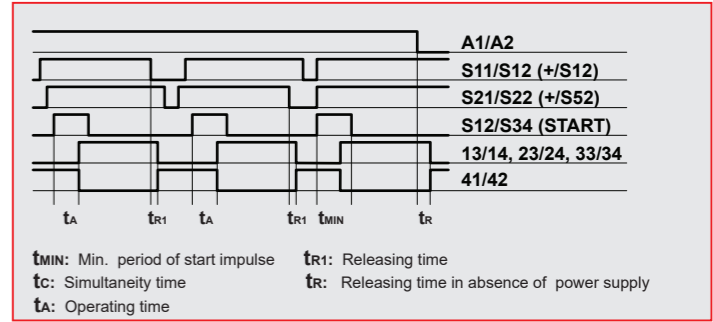 A1/A2
S11/S12 (+/S12)
S21/S22 (+/S52)
S12/S34 (START)
13/14, 23/24, 33/34
41/42
tA tR1 tA tR1 tMIN tR
tMIN: Min. period of start impulse tR1: Releasing time
tC: Simultaneity time tR: Releasing time in absence of power supply
tA: Operating time